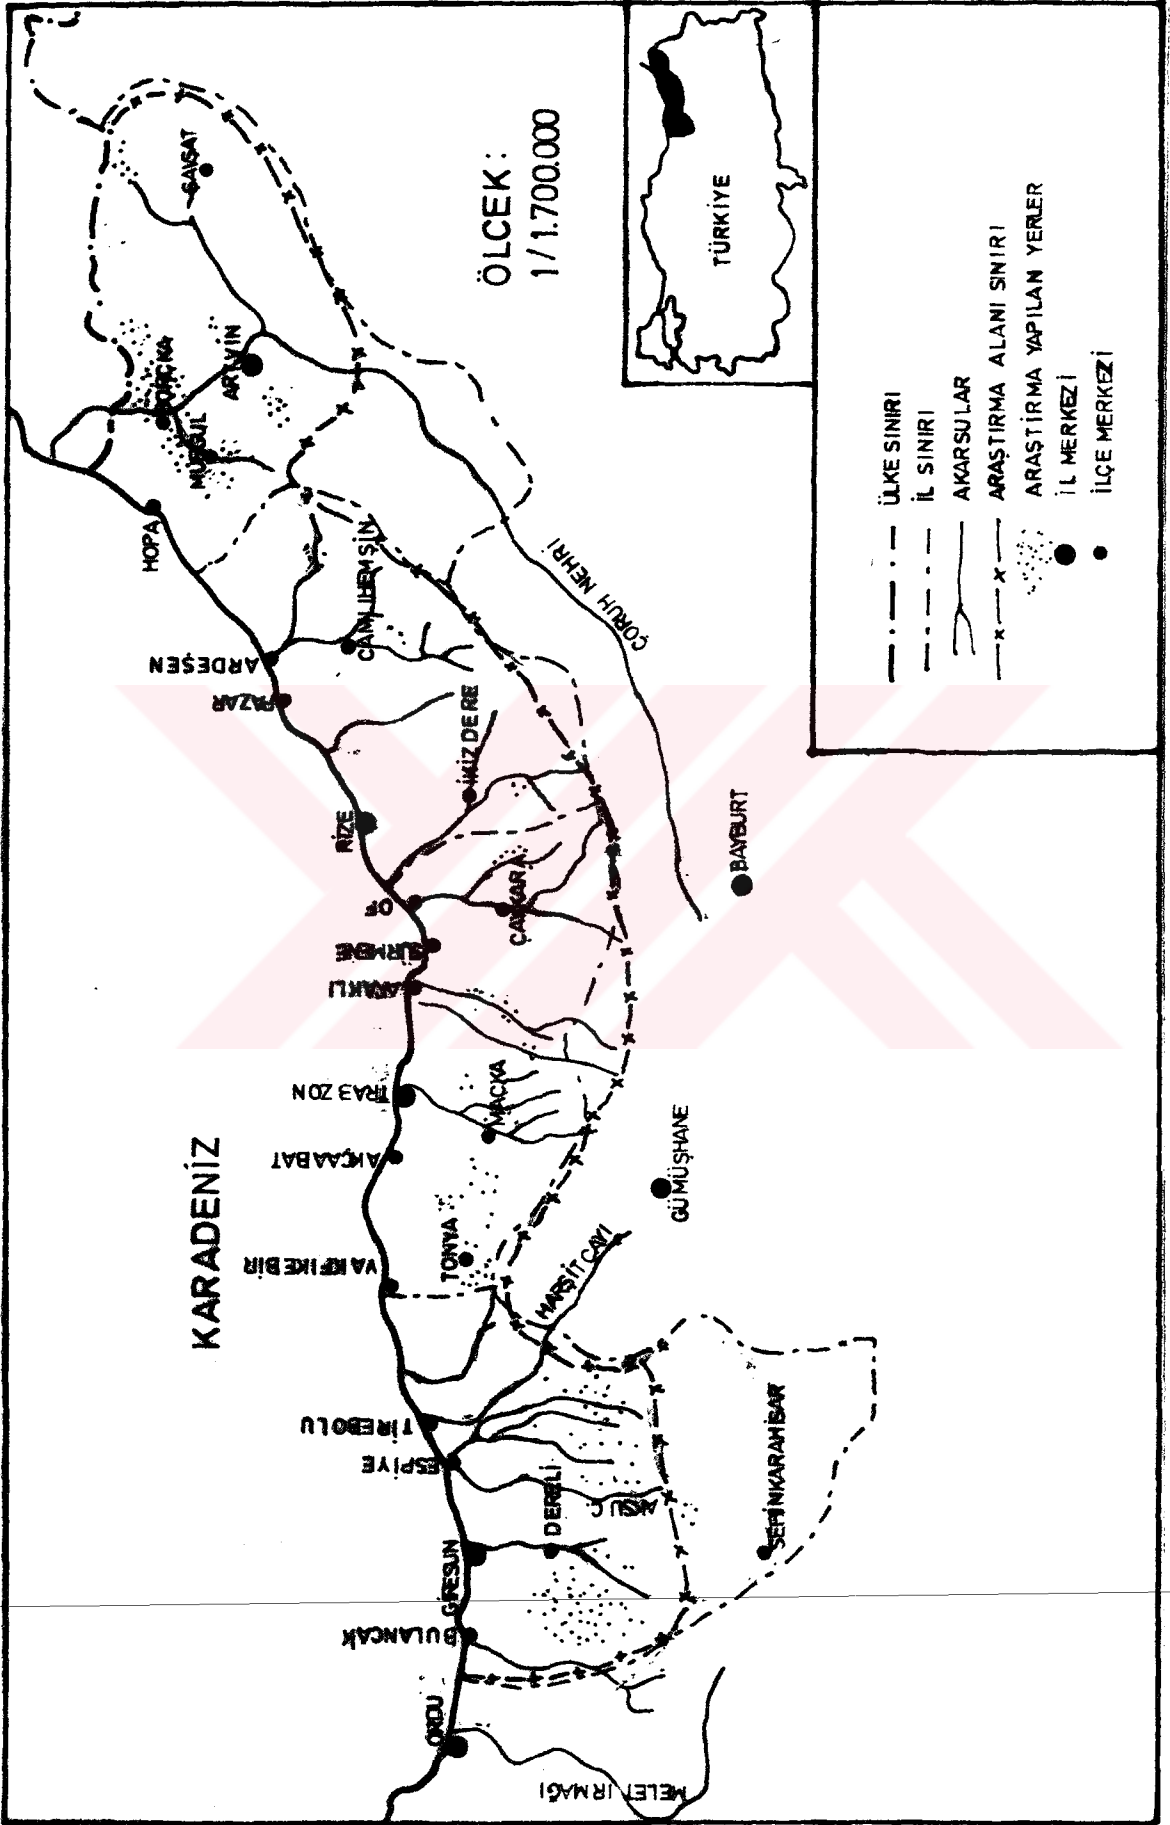 KARADENİZ
ÖLCEK:
1/1.700.000
TÜRKİYE
ÜLKE SINIRI
İL SINIRI
AKARSULAR
ARAŞTIRMA ALANI SINIRI
ARAŞTIRMA YAPILAN YERLER
İL MERKEZİ
İLÇE MERKEZİ
ORDU
MELET IRMAĞI
BULANCAK
GİRESUN
DERELİ
AKSU Ç
ESPİYE
TİREBOLU
ŞEBİNKARAHİSAR
HARŞİT ÇAYI
VAKFIKEBİR
TONYA
AKÇAABAT
TRABZON
MAÇKA
GÜMÜŞHANE
ARAKLI
SÜRMENE
OF
ÇAYKARA
BAYBURT
RİZE
İKİZDERE
PAZAR
ARDEŞEN
ÇAMLIHEMŞİN
ÇORUH NEHRİ
HOPA
MURGUL
BORÇKA
ARTVİN
ŞAVŞAT